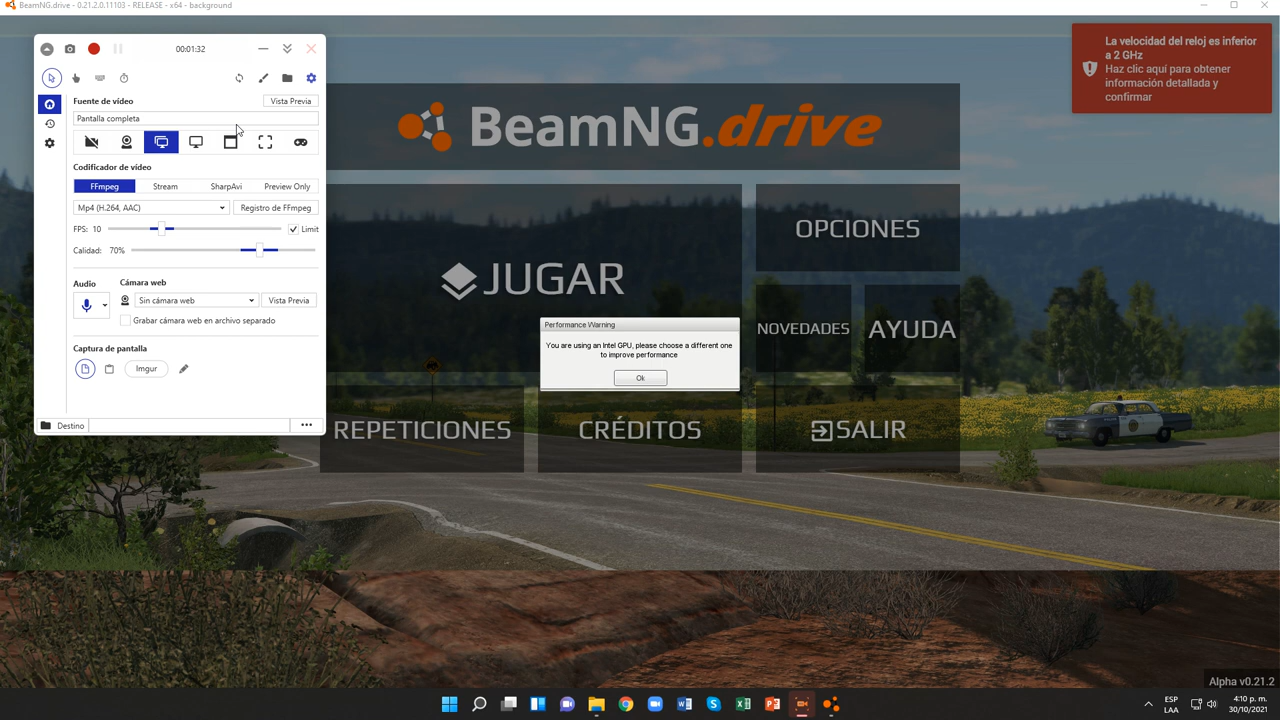 BeamNG.drive - 0.21.2.0.11103 - RELEASE - x64 - background
00:01:32
Fuente de vídeo
Vista Previa
Pantalla completa
Codificador de vídeo
FFmpeg
Stream
SharpAvi
Preview Only
Mp4 (H.264, AAC)
Registro de FFmpeg
FPS: 10
Limit
Calidad: 70%
Audio
Cámara web
Sin cámara web
Vista Previa
Grabar cámara web en archivo separado
Captura de pantalla
Imgur
Destino
La velocidad del reloj es inferior
a 2 GHz
Haz clic aquí para obtener
información detallada y
confirmar
BeamNG.drive
JUGAR
OPCIONES
NOVEDADES
AYUDA
REPETICIONES
CRÉDITOS
SALIR
Performance Warning
You are using an Intel GPU, please choose a different one
to improve performance
Ok
Alpha v0.21.2
ESP
LAA
4:10 p. m.
30/10/2021